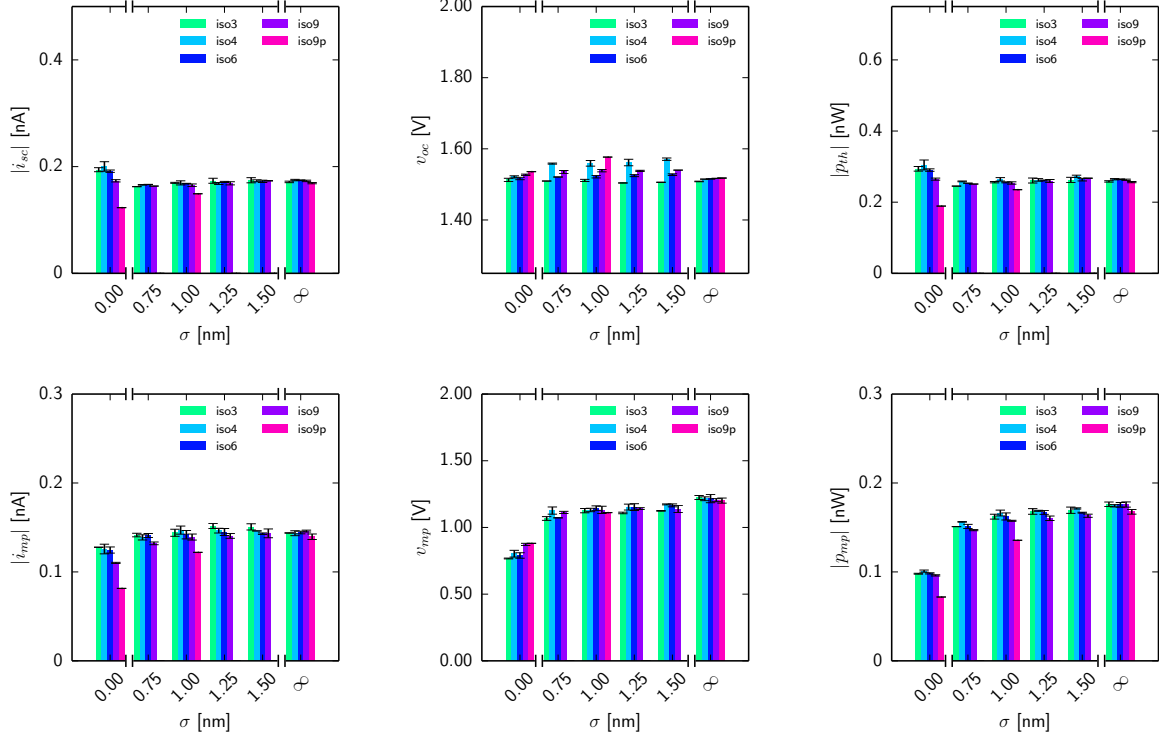 |i_sc| [nA]
0.4
0.2
0
iso3
iso4
iso6
iso9
iso9p
0.00
0.75
1.00
1.25
1.50
∞
σ [nm]
v_oc [V]
2.00
1.80
1.60
1.40
iso3
iso4
iso6
iso9
iso9p
0.00
0.75
1.00
1.25
1.50
∞
σ [nm]
|p_th| [nW]
0.6
0.4
0.2
0
iso3
iso4
iso6
iso9
iso9p
0.00
0.75
1.00
1.25
1.50
∞
σ [nm]
|i_mp| [nA]
0.3
0.2
0.1
0
iso3
iso4
iso6
iso9
iso9p
0.00
0.75
1.00
1.25
1.50
∞
σ [nm]
v_mp [V]
2.00
1.50
1.00
0.50
0.00
iso3
iso4
iso6
iso9
iso9p
0.00
0.75
1.00
1.25
1.50
∞
σ [nm]
|p_mp| [nW]
0.3
0.2
0.1
0
iso3
iso4
iso6
iso9
iso9p
0.00
0.75
1.00
1.25
1.50
∞
σ [nm]